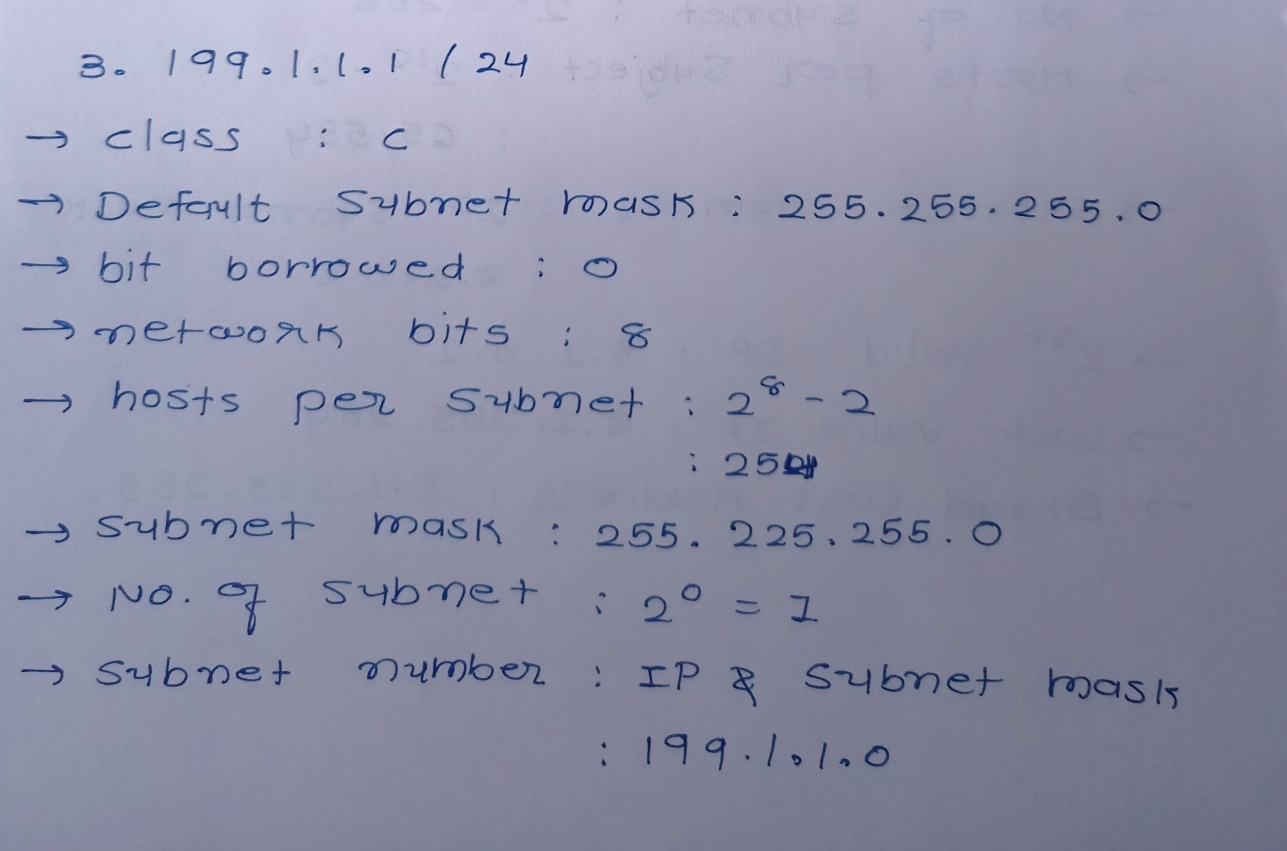 3. 199.1.1.1 / 24
→ class : C
→ Default subnet mask : 255.255.255.0
→ bit borrowed : 0
→ network bits : 8
→ hosts per subnet : 2⁸ - 2
: 254
→ subnet mask : 255. 225. 255. 0
→ No. of subnet : 2⁰ = 1
→ subnet number : IP & subnet mask
: 199.1.1.0